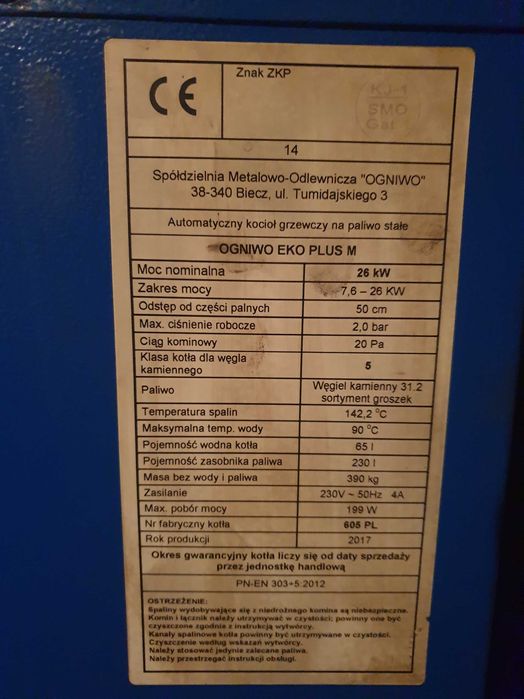 CE
Znak ZKP
KJ-1
SMO
Gat
14
Spółdzielnia Metalowo-Odlewnicza "OGNIWO"
38-340 Biecz, ul. Tumidajskiego 3
Automatyczny kocioł grzewczy na paliwo stałe
OGNIWO EKO PLUS M
Moc nominalna 26 kW
Zakres mocy 7,6 – 26 KW
Odstęp od części palnych 50 cm
Max. ciśnienie robocze 2,0 bar
Ciąg kominowy 20 Pa
Klasa kotła dla węgla
kamiennego 5
Paliwo Węgiel kamienny 31.2
sortyment groszek
Temperatura spalin 142,2 °C
Maksymalna temp. wody 90 °C
Pojemność wodna kotła 65 l
Pojemność zasobnika paliwa 230 l
Masa bez wody i paliwa 390 kg
Zasilanie 230V ~ 50Hz 4A
Max. pobór mocy 199 W
Nr fabryczny kotła 605 PL
Rok produkcji 2017
Okres gwarancyjny kotła liczy się od daty sprzedaży
przez jednostkę handlową
PN-EN 303÷5:2012
OSTRZEŻENIE:
Spaliny wydobywające się z niedrożnego komina są niebezpieczne.
Komin i łącznik należy utrzymywać w czystości; powinny one być
czyszczone zgodnie z instrukcją wytwórcy.
Kanały spalinowe kotła powinny być utrzymywane w czystości.
Czyszczenie według wskazań wytwórcy.
Należy stosować jedynie zalecane paliwa.
Należy przestrzegać instrukcji obsługi.